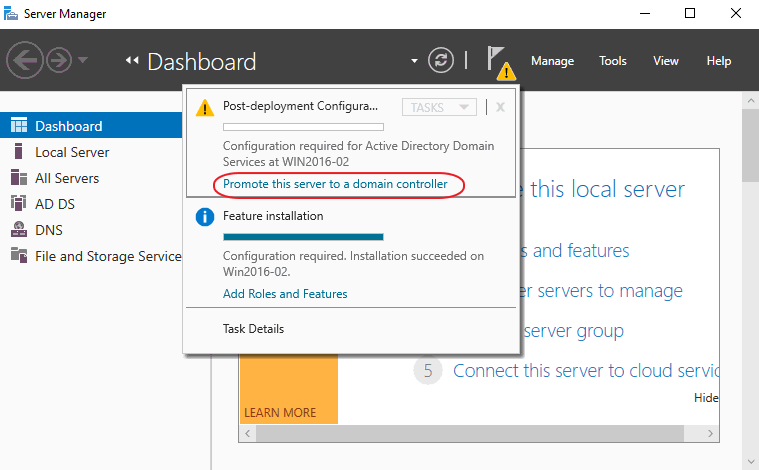 Server Manager
Dashboard
Manage
Tools
View
Help
Dashboard
Local Server
All Servers
AD DS
DNS
File and Storage Service
Post-deployment Configura...
TASKS
Configuration required for Active Directory Domain
Services at WIN2016-02
Promote this server to a domain controller
Feature installation
Configuration required. Installation succeeded on
Win2016-02.
Add Roles and Features
Task Details
this local server
and features
servers to manage
server group
5 Connect this server to cloud servic
Hide
LEARN MORE